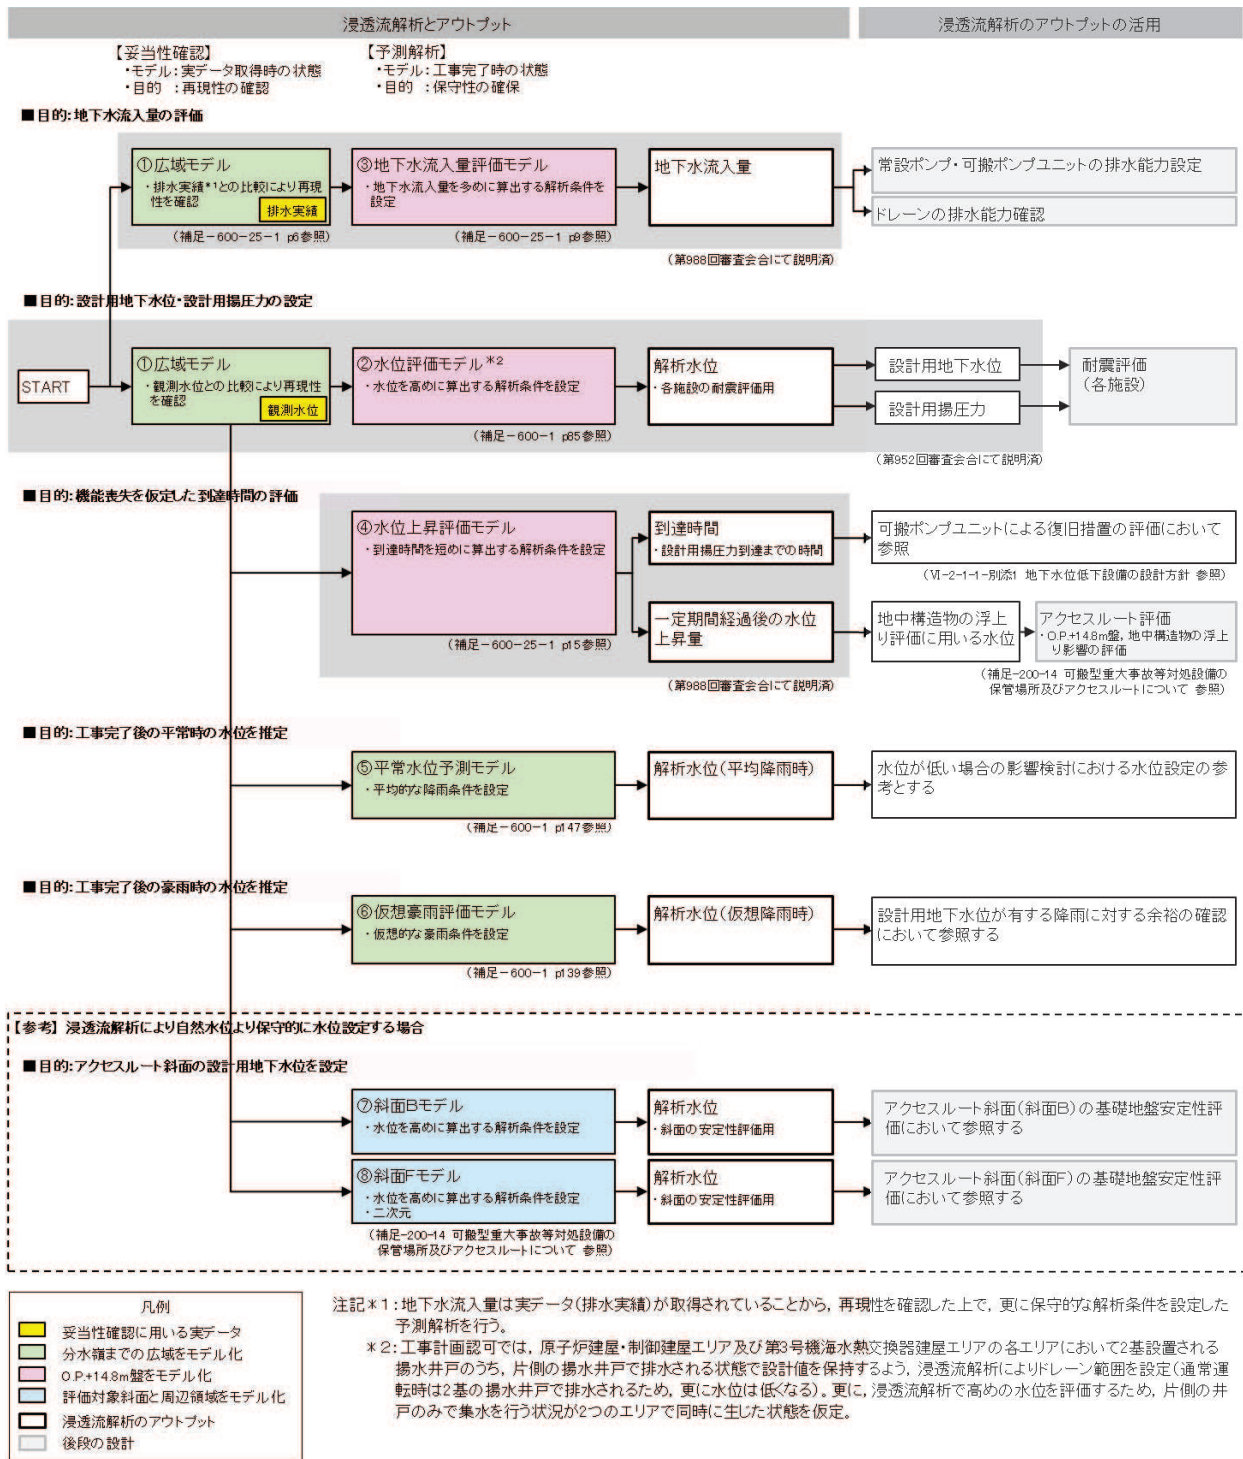 浸透流解析とアウトプット
浸透流解析のアウトプットの活用
【妥当性確認】
・モデル：実データ取得時の状態
・目的　：再現性の確認
【予測解析】
・モデル：工事完了時の状態
・目的　：保守性の確保
■目的：地下水流入量の評価
①広域モデル
・排水実績*1との比較により再現
性を確認
排水実績
(補足－600－25－1 p6参照)
③地下水流入量評価モデル
・地下水流入量を多めに算出する解析条件を
設定
(補足－600－25－1 p9参照)
地下水流入量
(第988回審査会合にて説明済)
常設ポンプ・可搬ポンプユニットの排水能力設定
ドレーンの排水能力確認
■目的：設計用地下水位・設計用揚圧力の設定
START
①広域モデル
・観測水位との比較により再現性
を確認
観測水位
②水位評価モデル*2
・水位を高めに算出する解析条件を設定
(補足－600－1 p85参照)
解析水位
・各施設の耐震評価用
設計用地下水位
設計用揚圧力
(第952回審査会合にて説明済)
耐震評価
(各施設)
■目的：機能喪失を仮定した到達時間の評価
④水位上昇評価モデル
・到達時間を短めに算出する解析条件を設定
(補足－600－25－1 p15参照)
到達時間
・設計用揚圧力到達までの時間
可搬ポンプユニットによる復旧措置の評価において
参照
(Ⅵ－2－1－1－別添1 地下水位低下設備の設計方針 参照)
一定期間経過後の水位
上昇量
(第988回審査会合にて説明済)
地中構造物の浮上
り評価に用いる水位
アクセスルート評価
・O.P.+14.8m盤，地中構造物の浮上
り影響の評価
(補足-200-14 可搬型重大事故等対処設備の
保管場所及びアクセスルートについて 参照)
■目的：工事完了後の平常時の水位を推定
⑤平常水位予測モデル
・平均的な降雨条件を設定
(補足－600－1 p147参照)
解析水位(平均降雨時)
水位が低い場合の影響検討における水位設定の参
考とする
■目的：工事完了後の豪雨時の水位を推定
⑥仮想豪雨評価モデル
・仮想的な豪雨条件を設定
(補足－600－1 p139参照)
解析水位(仮想降雨時)
設計用地下水位が有する降雨に対する余裕の確認
において参照する
【参考】浸透流解析により自然水位より保守的に水位設定する場合
■目的：アクセスルート斜面の設計用地下水位を設定
⑦斜面Bモデル
・水位を高めに算出する解析条件を設定
解析水位
・斜面の安定性評価用
アクセスルート斜面(斜面B)の基礎地盤安定性評
価において参照する
⑧斜面Fモデル
・水位を高めに算出する解析条件を設定
・二次元
(補足-200-14 可搬型重大事故等対処設備の
保管場所及びアクセスルートについて 参照)
解析水位
・斜面の安定性評価用
アクセスルート斜面(斜面F)の基礎地盤安定性評
価において参照する
凡例
妥当性確認に用いる実データ
分水嶺までの広域をモデル化
O.P.+14.8m盤をモデル化
評価対象斜面と周辺領域をモデル化
浸透流解析のアウトプット
後段の設計
注記*1：地下水流入量は実データ(排水実績)が取得されていることから，再現性を確認した上で，更に保守的な解析条件を設定した
予測解析を行う。
*2：工事計画認可では，原子炉建屋・制御建屋エリア及び第3号機海水熱交換器建屋エリアの各エリアにおいて2基設置される
揚水井戸のうち，片側の揚水井戸で排水される状態で設計値を保持するよう，浸透流解析によりドレーン範囲を設定(通常運
転時は2基の揚水井戸で排水されるため，更に水位は低くなる)。更に，浸透流解析で高めの水位を評価するため，片側の井
戸のみで集水を行う状況が2つのエリアで同時に生じた状態を仮定。